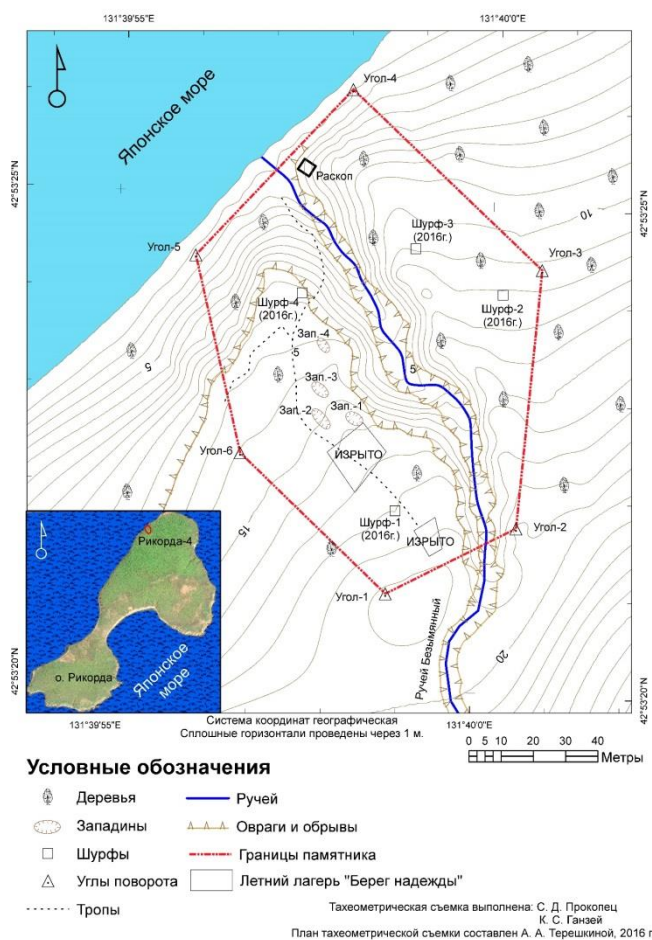 131°39'55"E
131°40'0"E
Угол-4
Японское море
Раскоп
42°53'25"N
42°53'25"N
Шурф-3
(2016г.)
10
Угол-5
Угол-3
Шурф-4
(2016г.)
Шурф-2
(2016г.)
Зап.-4
5
5
5
Зап.-3
Зап.-2
Зап.-1
Угол-6
ИЗРЫТО
15
Шурф-1
(2016г.)
ИЗРЫТО
Угол-2
Рикорда-4
Угол-1
Ручей Безымянный
20
о. Рикорда
Японское
море
42°53'20"N
42°53'20"N
131°39'55"E
131°40'0"E
Система координат географическая
Сплошные горизонтали проведены через 1 м.
0 5 10 20 30 40
Метры
Условные обозначения
Деревья
Ручей
Западины
Овраги и обрывы
Шурфы
Границы памятника
Углы поворота
Летний лагерь "Берег надежды"
Тропы
Тахеометрическая съемка выполнена: С. Д. Прокопец
К. С. Ганзей
План тахеометрической съемки составлен А. А. Терешкиной, 2016 г.